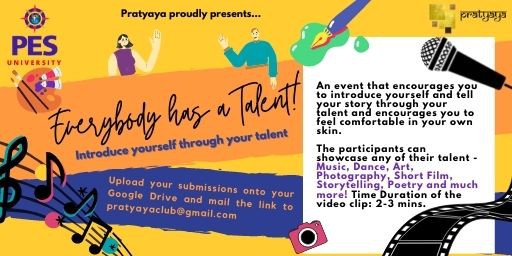 Pratyaya proudly presents...
pratyaya
PES
UNIVERSITY
Everybody has a Talent!
Introduce yourself through your talent
Upload your submissions onto your
Google Drive and mail the link to
pratyayaclub@gmail.com
An event that encourages you
to introduce yourself and tell
your story through your
talent and encourages you to
feel comfortable in your own
skin.
The participants can
showcase any of their talent -
Music, Dance, Art,
Photography, Short Film,
Storytelling, Poetry and much
more! Time Duration of the
video clip: 2-3 mins.